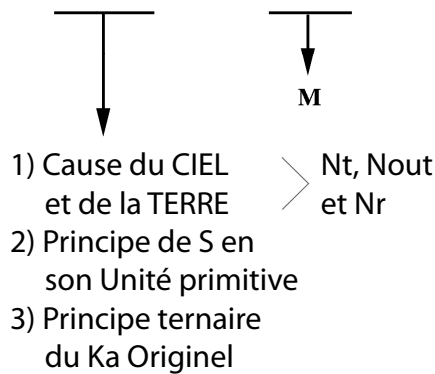 M
1) Cause du CIEL
et de la TERRE
Nt, Nout
et Nr
2) Principe de S en
son Unité primitive
3) Principe ternaire
du Ka Originel